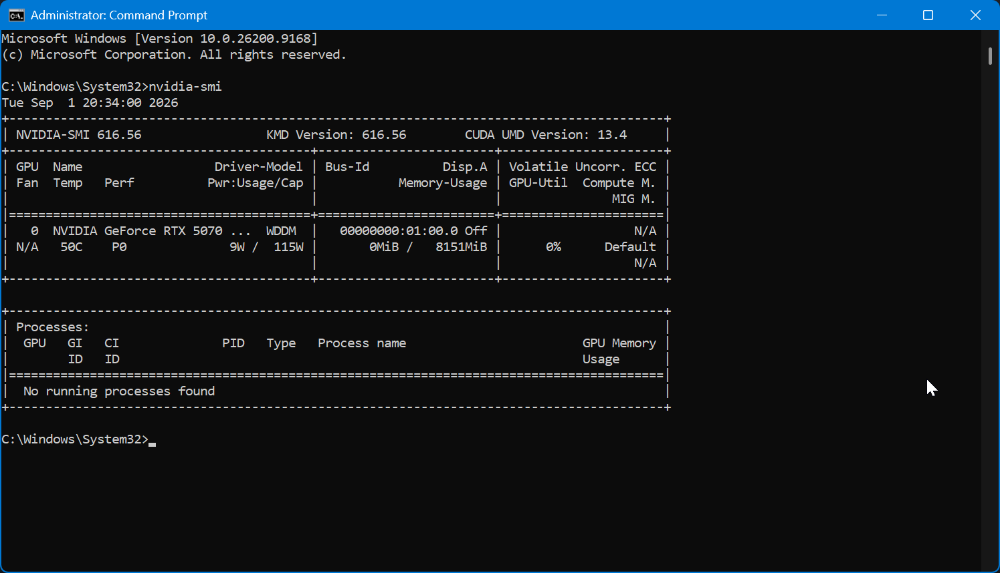 Administrator: Command Prompt
Microsoft Windows [Version 10.0.26200.9168]
(c) Microsoft Corporation. All rights reserved.

C:\Windows\System32>nvidia-smi
Tue Sep  1 20:34:00 2026
+-----------------------------------------------------------------------------------------+
| NVIDIA-SMI 616.56                 KMD Version: 616.56        CUDA UMD Version: 13.4     |
+-----------------------------------------+------------------------+----------------------+
| GPU  Name                  Driver-Model | Bus-Id          Disp.A | Volatile Uncorr. ECC |
| Fan  Temp   Perf          Pwr:Usage/Cap |           Memory-Usage | GPU-Util  Compute M. |
|                                         |                        |               MIG M. |
|=========================================+========================+======================|
|   0  NVIDIA GeForce RTX 5070 ...  WDDM  |   00000000:01:00.0 Off |                  N/A |
| N/A   50C    P0              9W /  115W |       0MiB /   8151MiB |      0%      Default |
|                                         |                        |                  N/A |
+-----------------------------------------+------------------------+----------------------+

+-----------------------------------------------------------------------------------------+
| Processes:                                                                              |
|  GPU   GI   CI              PID   Type   Process name                        GPU Memory |
|        ID   ID                                                               Usage      |
|=========================================================================================|
|  No running processes found                                                             |
+-----------------------------------------------------------------------------------------+

C:\Windows\System32>